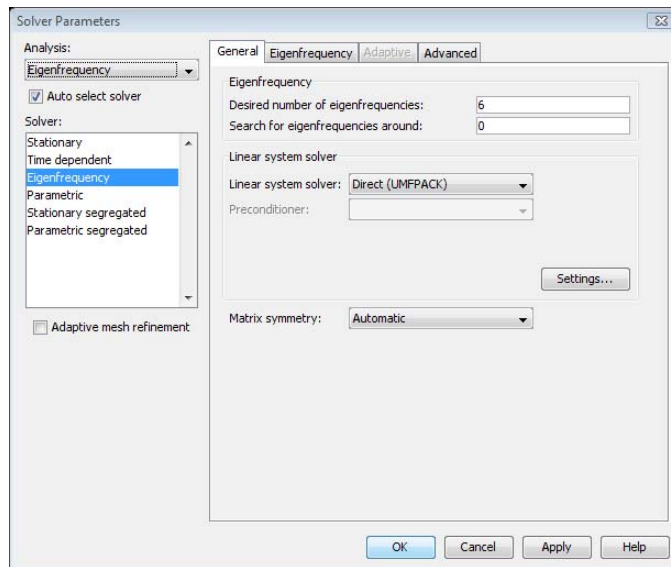 Solver Parameters
Analysis:
Eigenfrequency
Auto select solver
Solver:
Stationary
Time dependent
Eigenfrequency
Parametric
Stationary segregated
Parametric segregated
Adaptive mesh refinement
General Eigenfrequency Adaptive Advanced
Eigenfrequency
Desired number of eigenfrequencies: 6
Search for eigenfrequencies around: 0
Linear system solver
Linear system solver: Direct (UMFPACK)
Preconditioner:
Settings...
Matrix symmetry: Automatic
OK Cancel Apply Help